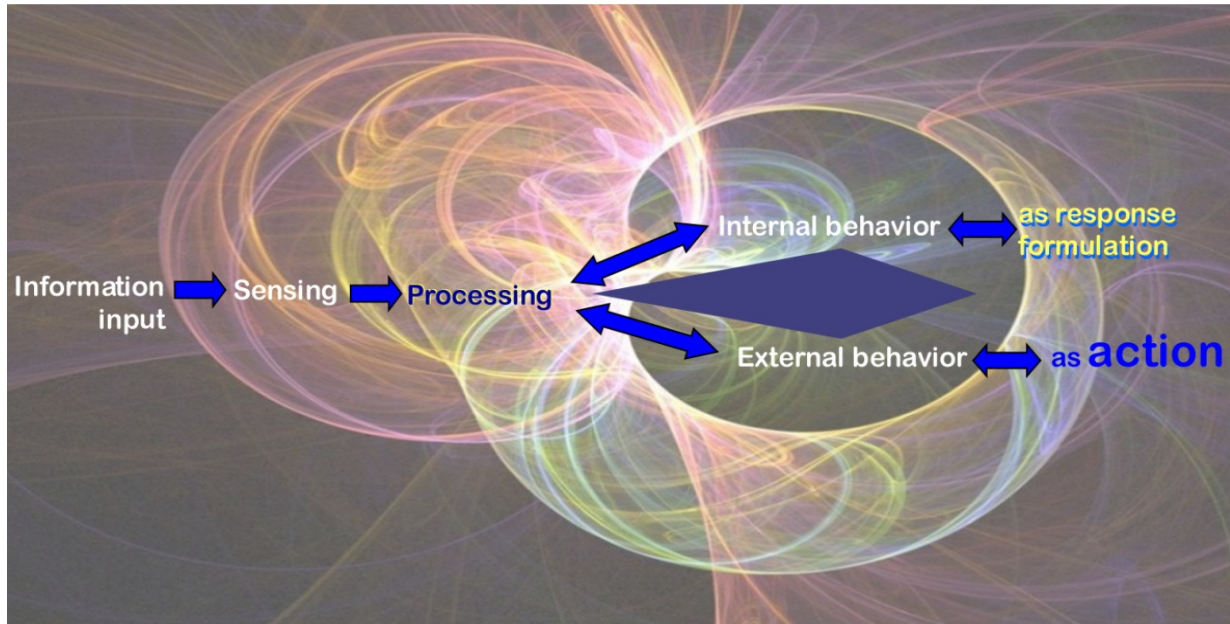 Information
input
Sensing
Processing
Internal behavior
as response
formulation
External behavior
as action